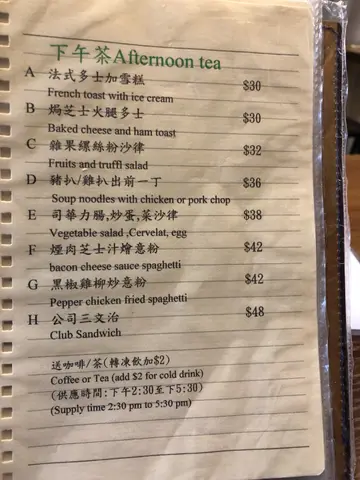 下午茶Afternoon tea
A 法式多士加雪糕 $30
French toast with ice cream
B 焗芝士火腿多士 $30
Baked cheese and ham toast
C 雜果螺絲粉沙律 $32
Fruits and truffl salad
D 豬扒/雞扒出前一丁 $36
Soup noodles with chicken or pork chop
E 司華力腸,炒蛋,菜沙律 $38
Vegetable salad ,Cervelat, egg
F 煙肉芝士汁燴意粉 $42
bacon cheese sauce spaghetti
G 黑椒雞柳炒意粉 $42
Pepper chicken fried spaghetti
H 公司三文治 $48
Club Sandwich
送咖啡/茶(轉凍飲加$2)
Coffee or Tea (add $2 for cold drink)
(供應時間:下午2:30至下5:30)
(Supply time 2:30 pm to 5:30 pm)